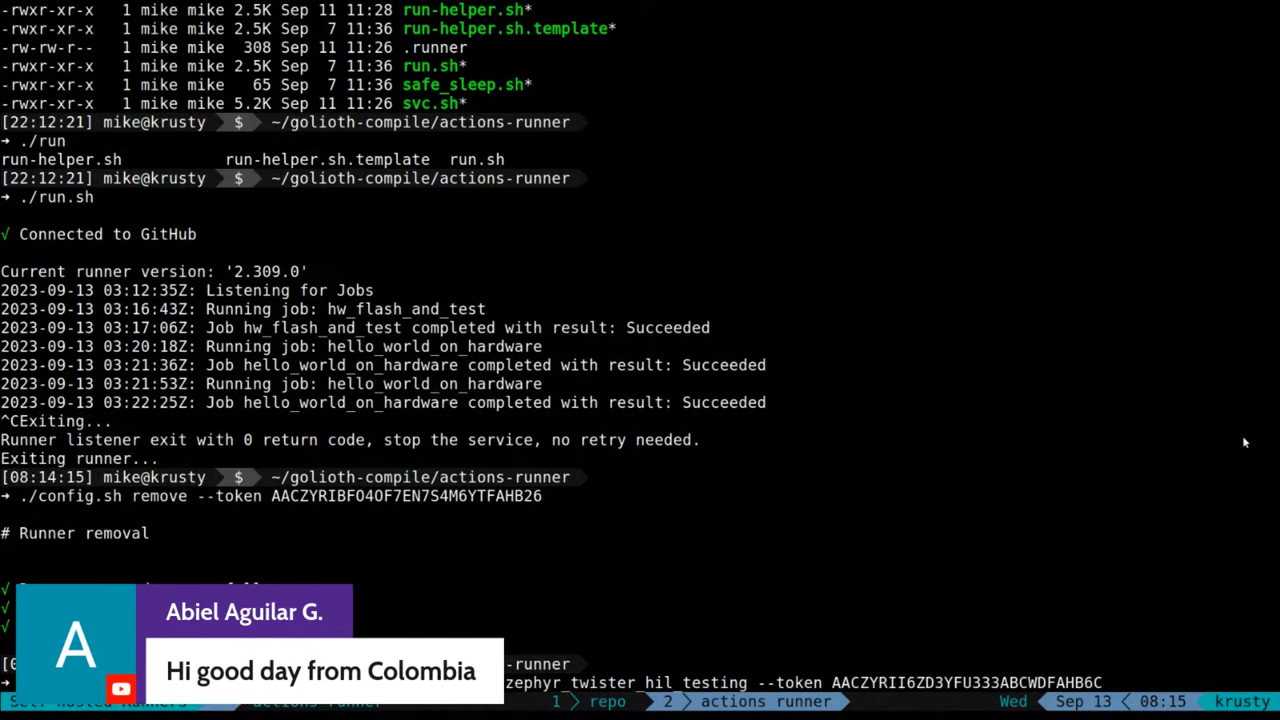 -rwxr-xr-x   1 mike mike 2.5K Sep 11 11:28 run-helper.sh*
-rwxr-xr-x   1 mike mike 2.5K Sep  7 11:36 run-helper.sh.template*
-rw-rw-r--   1 mike mike  308 Sep 11 11:26 .runner
-rwxr-xr-x   1 mike mike 2.5K Sep  7 11:36 run.sh*
-rwxr-xr-x   1 mike mike   65 Sep  7 11:36 safe_sleep.sh*
-rwxr-xr-x   1 mike mike 5.2K Sep 11 11:26 svc.sh*
[22:12:21] mike@krusty $ ~/golioth-compile/actions-runner
➜ ./run
run-helper.sh           run-helper.sh.template  run.sh
[22:12:21] mike@krusty $ ~/golioth-compile/actions-runner
➜ ./run.sh
√ Connected to GitHub
Current runner version: '2.309.0'
2023-09-13 03:12:35Z: Listening for Jobs
2023-09-13 03:16:43Z: Running job: hw_flash_and_test
2023-09-13 03:17:06Z: Job hw_flash_and_test completed with result: Succeeded
2023-09-13 03:20:18Z: Running job: hello_world_on_hardware
2023-09-13 03:21:36Z: Job hello_world_on_hardware completed with result: Succeeded
2023-09-13 03:21:53Z: Running job: hello_world_on_hardware
2023-09-13 03:22:25Z: Job hello_world_on_hardware completed with result: Succeeded
^CExiting...
Runner listener exit with 0 return code, stop the service, no retry needed.
Exiting runner...
[08:14:15] mike@krusty $ ~/golioth-compile/actions-runner
➜ ./config.sh remove --token AACZYRIBFO4OF7EN7S4M6YTFAHB26
# Runner removal
√
√
√
A
Abiel Aguilar G.
Hi good day from Colombia
-runner
zephyr_twister_hil_testing --token AACZYRII6ZD3YFU333ABCWDFAHB6C
1 repo 2 actions runner Wed Sep 13 08:15 krusty